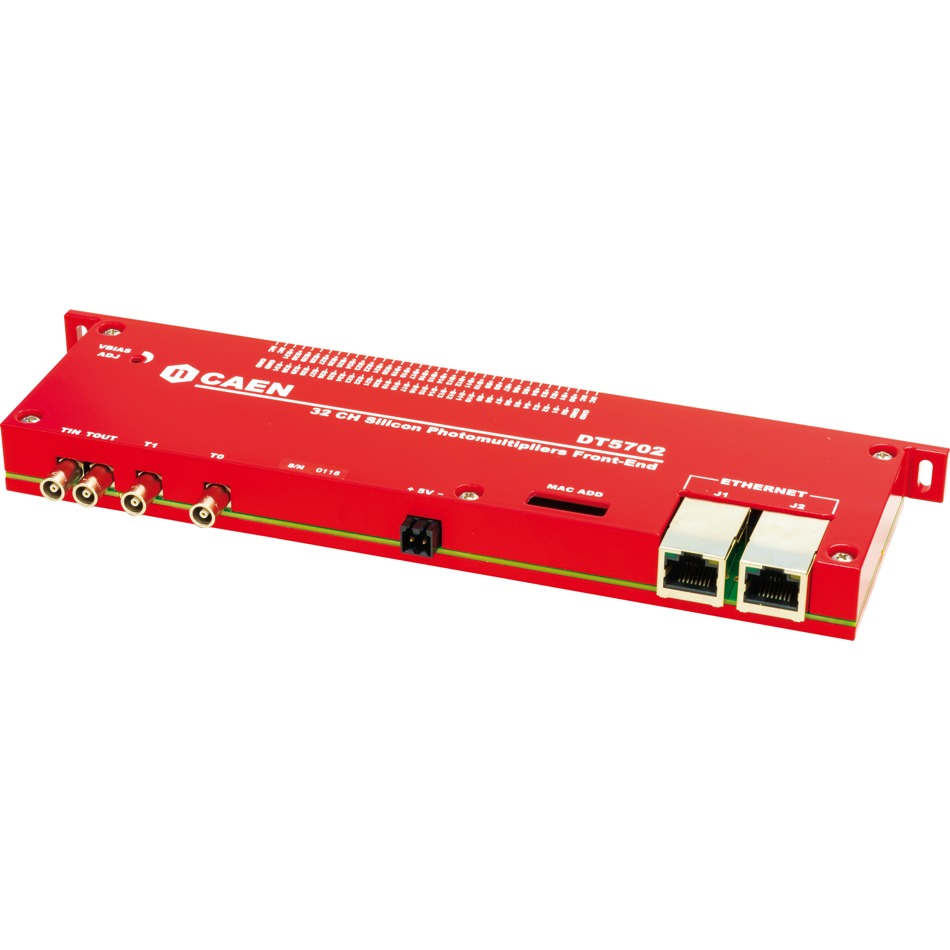 VBIAS
ADJ
n CAEN
32 CH Silicon Photomultipliers Front-End
DT5702
TIN TOUT T1 T0
S/N 0116
+ 5V -
MAC ADD
ETHERNET
J1 J2